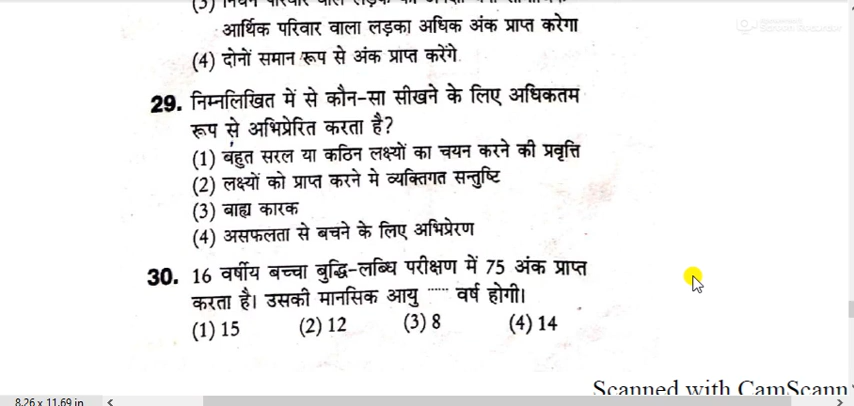 आर्थिक परिवार वाला लड़का अधिक अंक प्राप्त करेगा
(4) दोनों समान रूप से अंक प्राप्त करेंगे
29. निम्नलिखित में से कौन-सा सीखने के लिए अधिकतम
रूप से अभिप्रेरित करता है?
(1) बहुत सरल या कठिन लक्ष्यों का चयन करने की प्रवृत्ति
(2) लक्ष्यों को प्राप्त करने मे व्यक्तिगत सन्तुष्टि
(3) बाह्य कारक
(4) असफलता से बचने के लिए अभिप्रेरण
30. 16 वर्षीय बच्चा बुद्धि-लब्धि परीक्षण में 75 अंक प्राप्त
करता है। उसकी मानसिक आयु ...... वर्ष होगी।
(1) 15 (2) 12 (3) 8 (4) 14
Scanned with CamScann
8.26 x 11.69 in